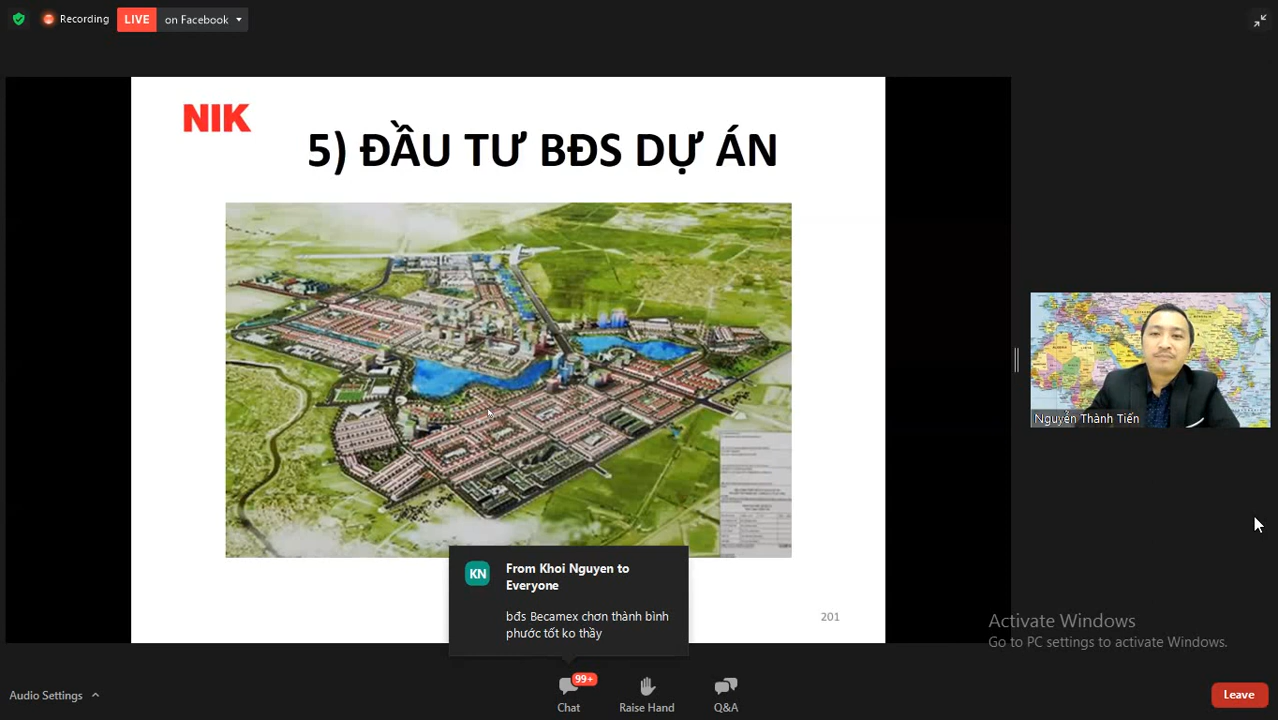 Recording
LIVE on Facebook
NIK
5) ĐẦU TƯ BĐS DỰ ÁN
Nguyễn Thành Tiến
KN
From Khoi Nguyen to
Everyone
bđs Becamex chơn thành bình
phước tốt ko thầy
201
Activate Windows
Go to PC settings to activate Windows.
Audio Settings
99+
Chat
Raise Hand
Q&A
Leave